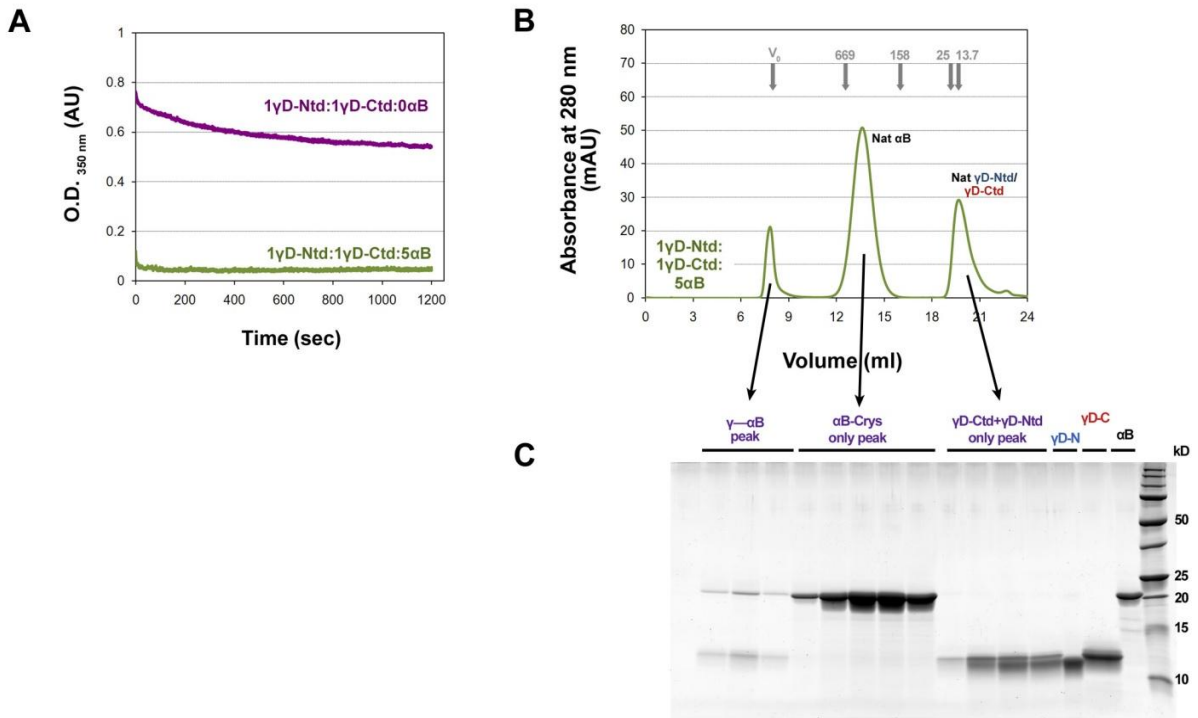 A
1
0.8
0.6
0.4
0.2
0
O.D. 350 nm (AU)
1γD-Ntd:1γD-Ctd:0αB
1γD-Ntd:1γD-Ctd:5αB
0 200 400 600 800 1000 1200
Time (sec)
B
80
70
60
50
40
30
20
10
0
Absorbance at 280 nm
(mAU)
V0 669 158 25 13.7
Nat αB
Nat γD-Ntd/
γD-Ctd
1γD-Ntd:
1γD-Ctd:
5αB
0 3 6 9 12 15 18 21 24
Volume (ml)
C
γ—αB
peak
αB-Crys
only peak
γD-Ctd+γD-Ntd
only peak
γD-N
γD-C
αB
kD
50
25
20
15
10